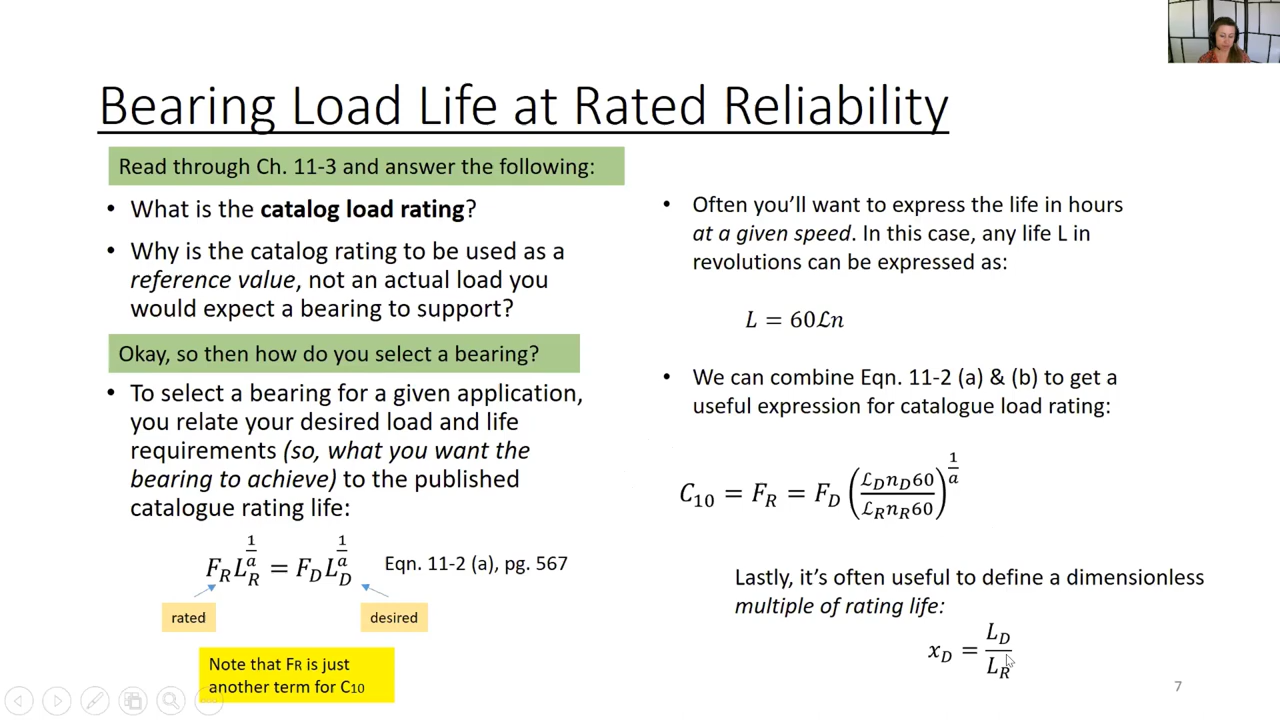 Bearing Load Life at Rated Reliability
Read through Ch. 11-3 and answer the following:
• What is the catalog load rating?
• Why is the catalog rating to be used as a
reference value, not an actual load you
would expect a bearing to support?
Okay, so then how do you select a bearing?
• To select a bearing for a given application,
you relate your desired load and life
requirements (so, what you want the
bearing to achieve) to the published
catalogue rating life:
F_R L_R^{1/a} = F_D L_D^{1/a}
Eqn. 11-2 (a), pg. 567
rated
desired
Note that FR is just
another term for C10
• Often you'll want to express the life in hours
at a given speed. In this case, any life L in
revolutions can be expressed as:
L = 60ℒn
• We can combine Eqn. 11-2 (a) & (b) to get a
useful expression for catalogue load rating:
C_10 = F_R = F_D (ℒ_D n_D 60 / ℒ_R n_R 60)^{1/a}
Lastly, it's often useful to define a dimensionless
multiple of rating life:
x_D = L_D / L_R
7